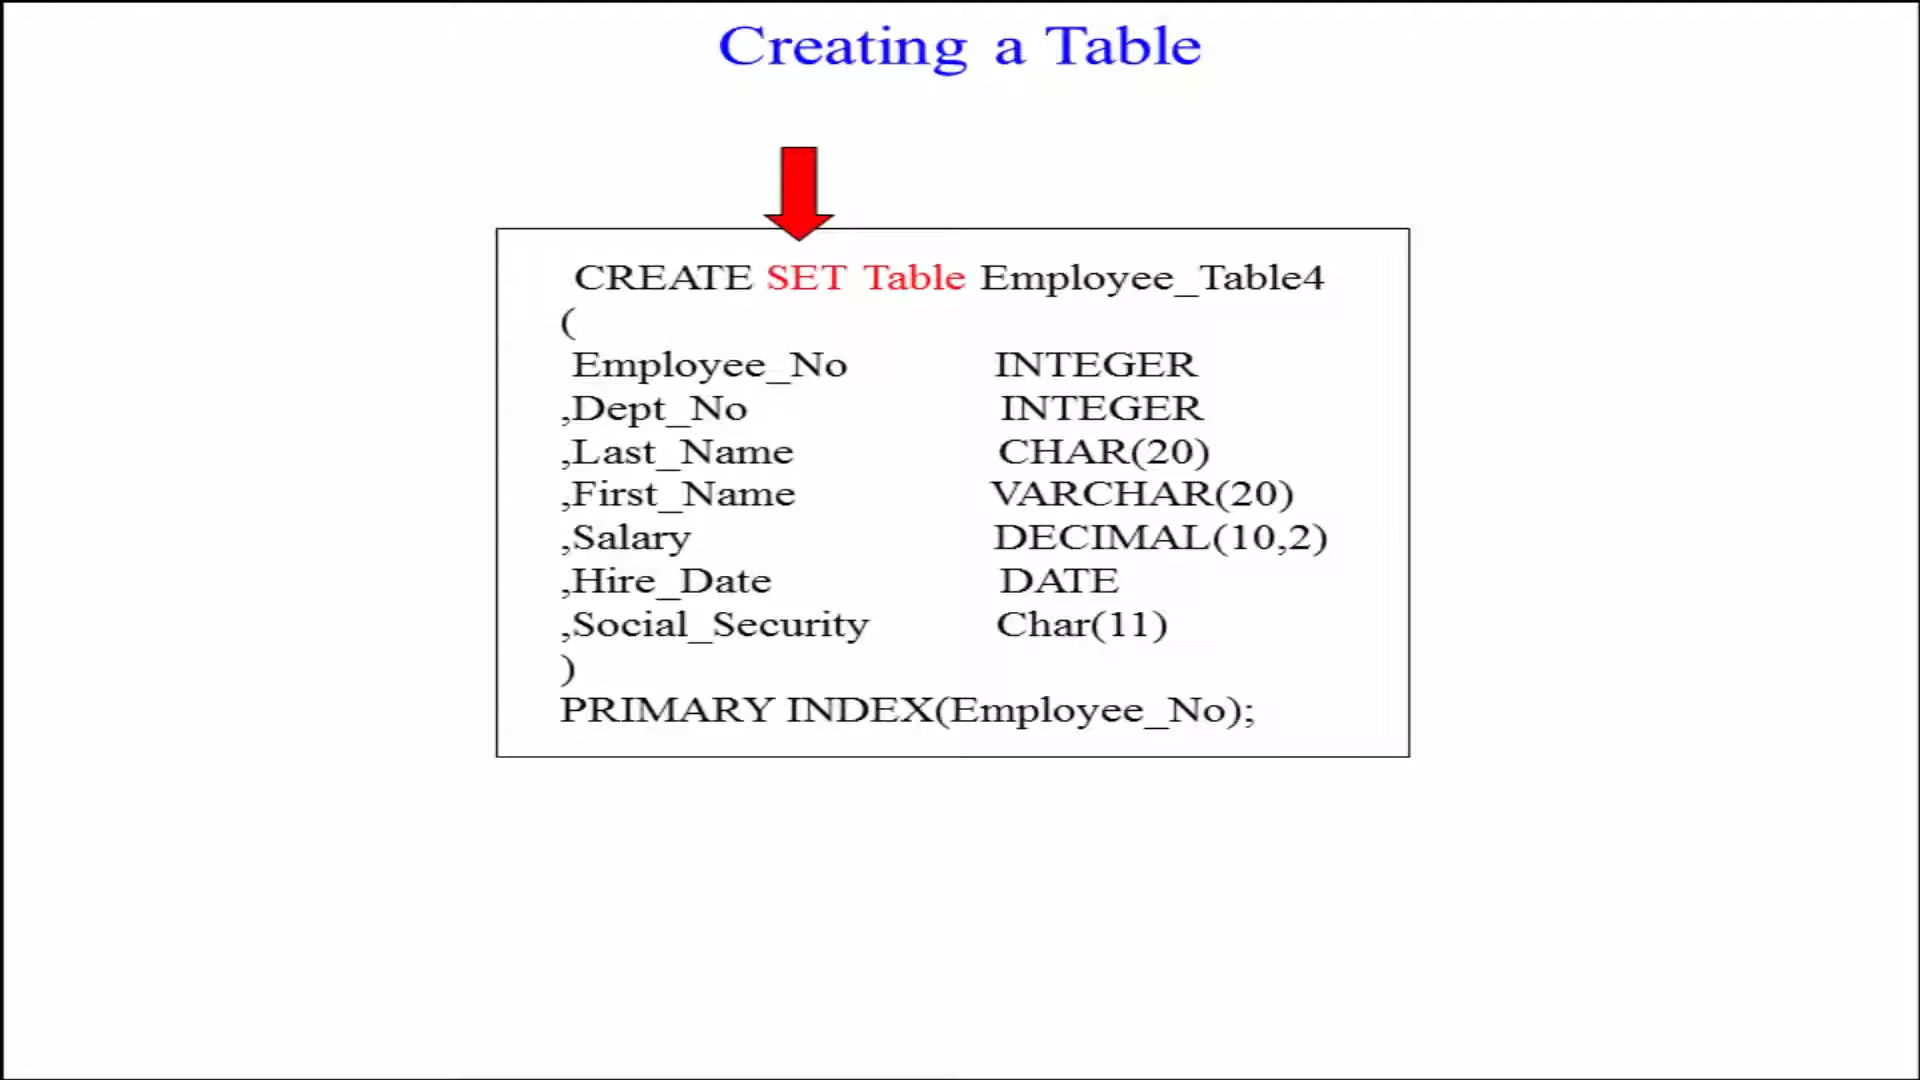 Creating a Table
CREATE SET Table Employee_Table4
(
Employee_No INTEGER
,Dept_No INTEGER
,Last_Name CHAR(20)
,First_Name VARCHAR(20)
,Salary DECIMAL(10,2)
,Hire_Date DATE
,Social_Security Char(11)
)
PRIMARY INDEX(Employee_No);